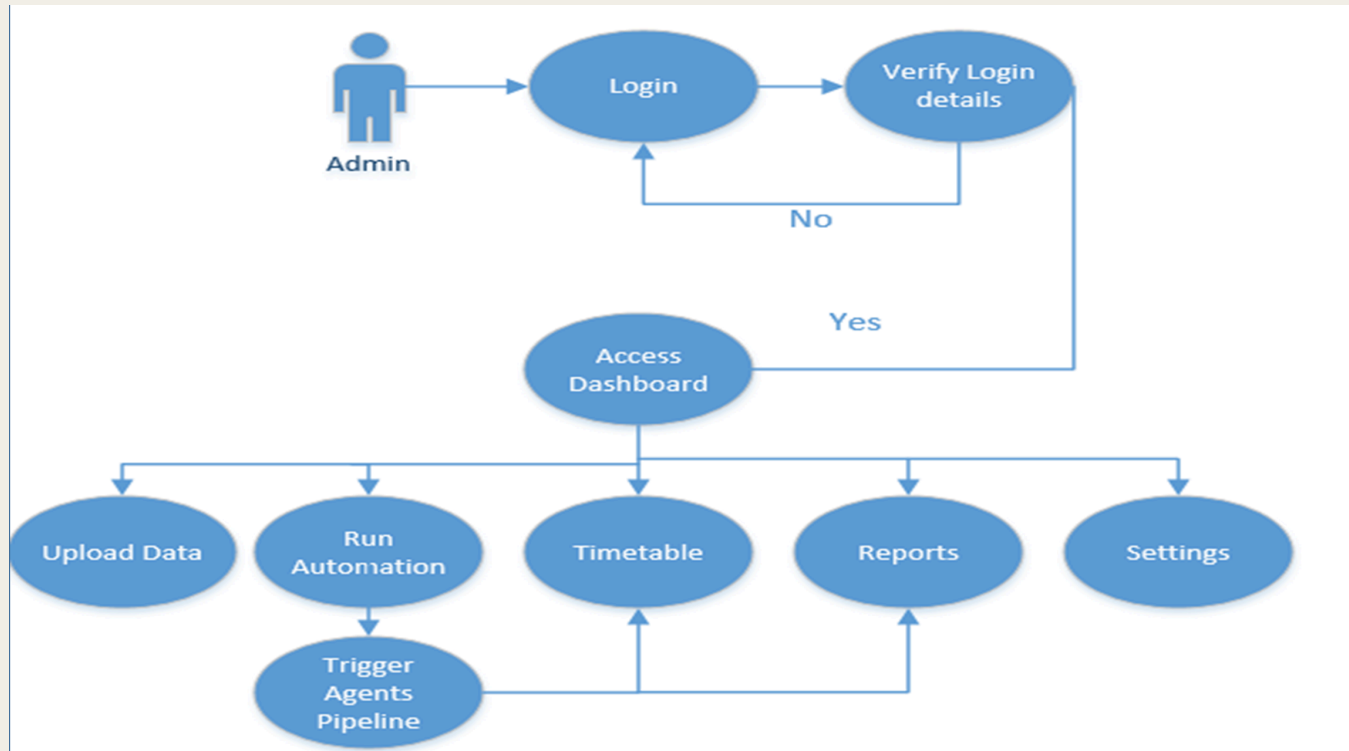 Login
Verify Login
details
Admin
No
Yes
Access
Dashboard
Upload Data
Run
Automation
Timetable
Reports
Settings
Trigger
Agents
Pipeline